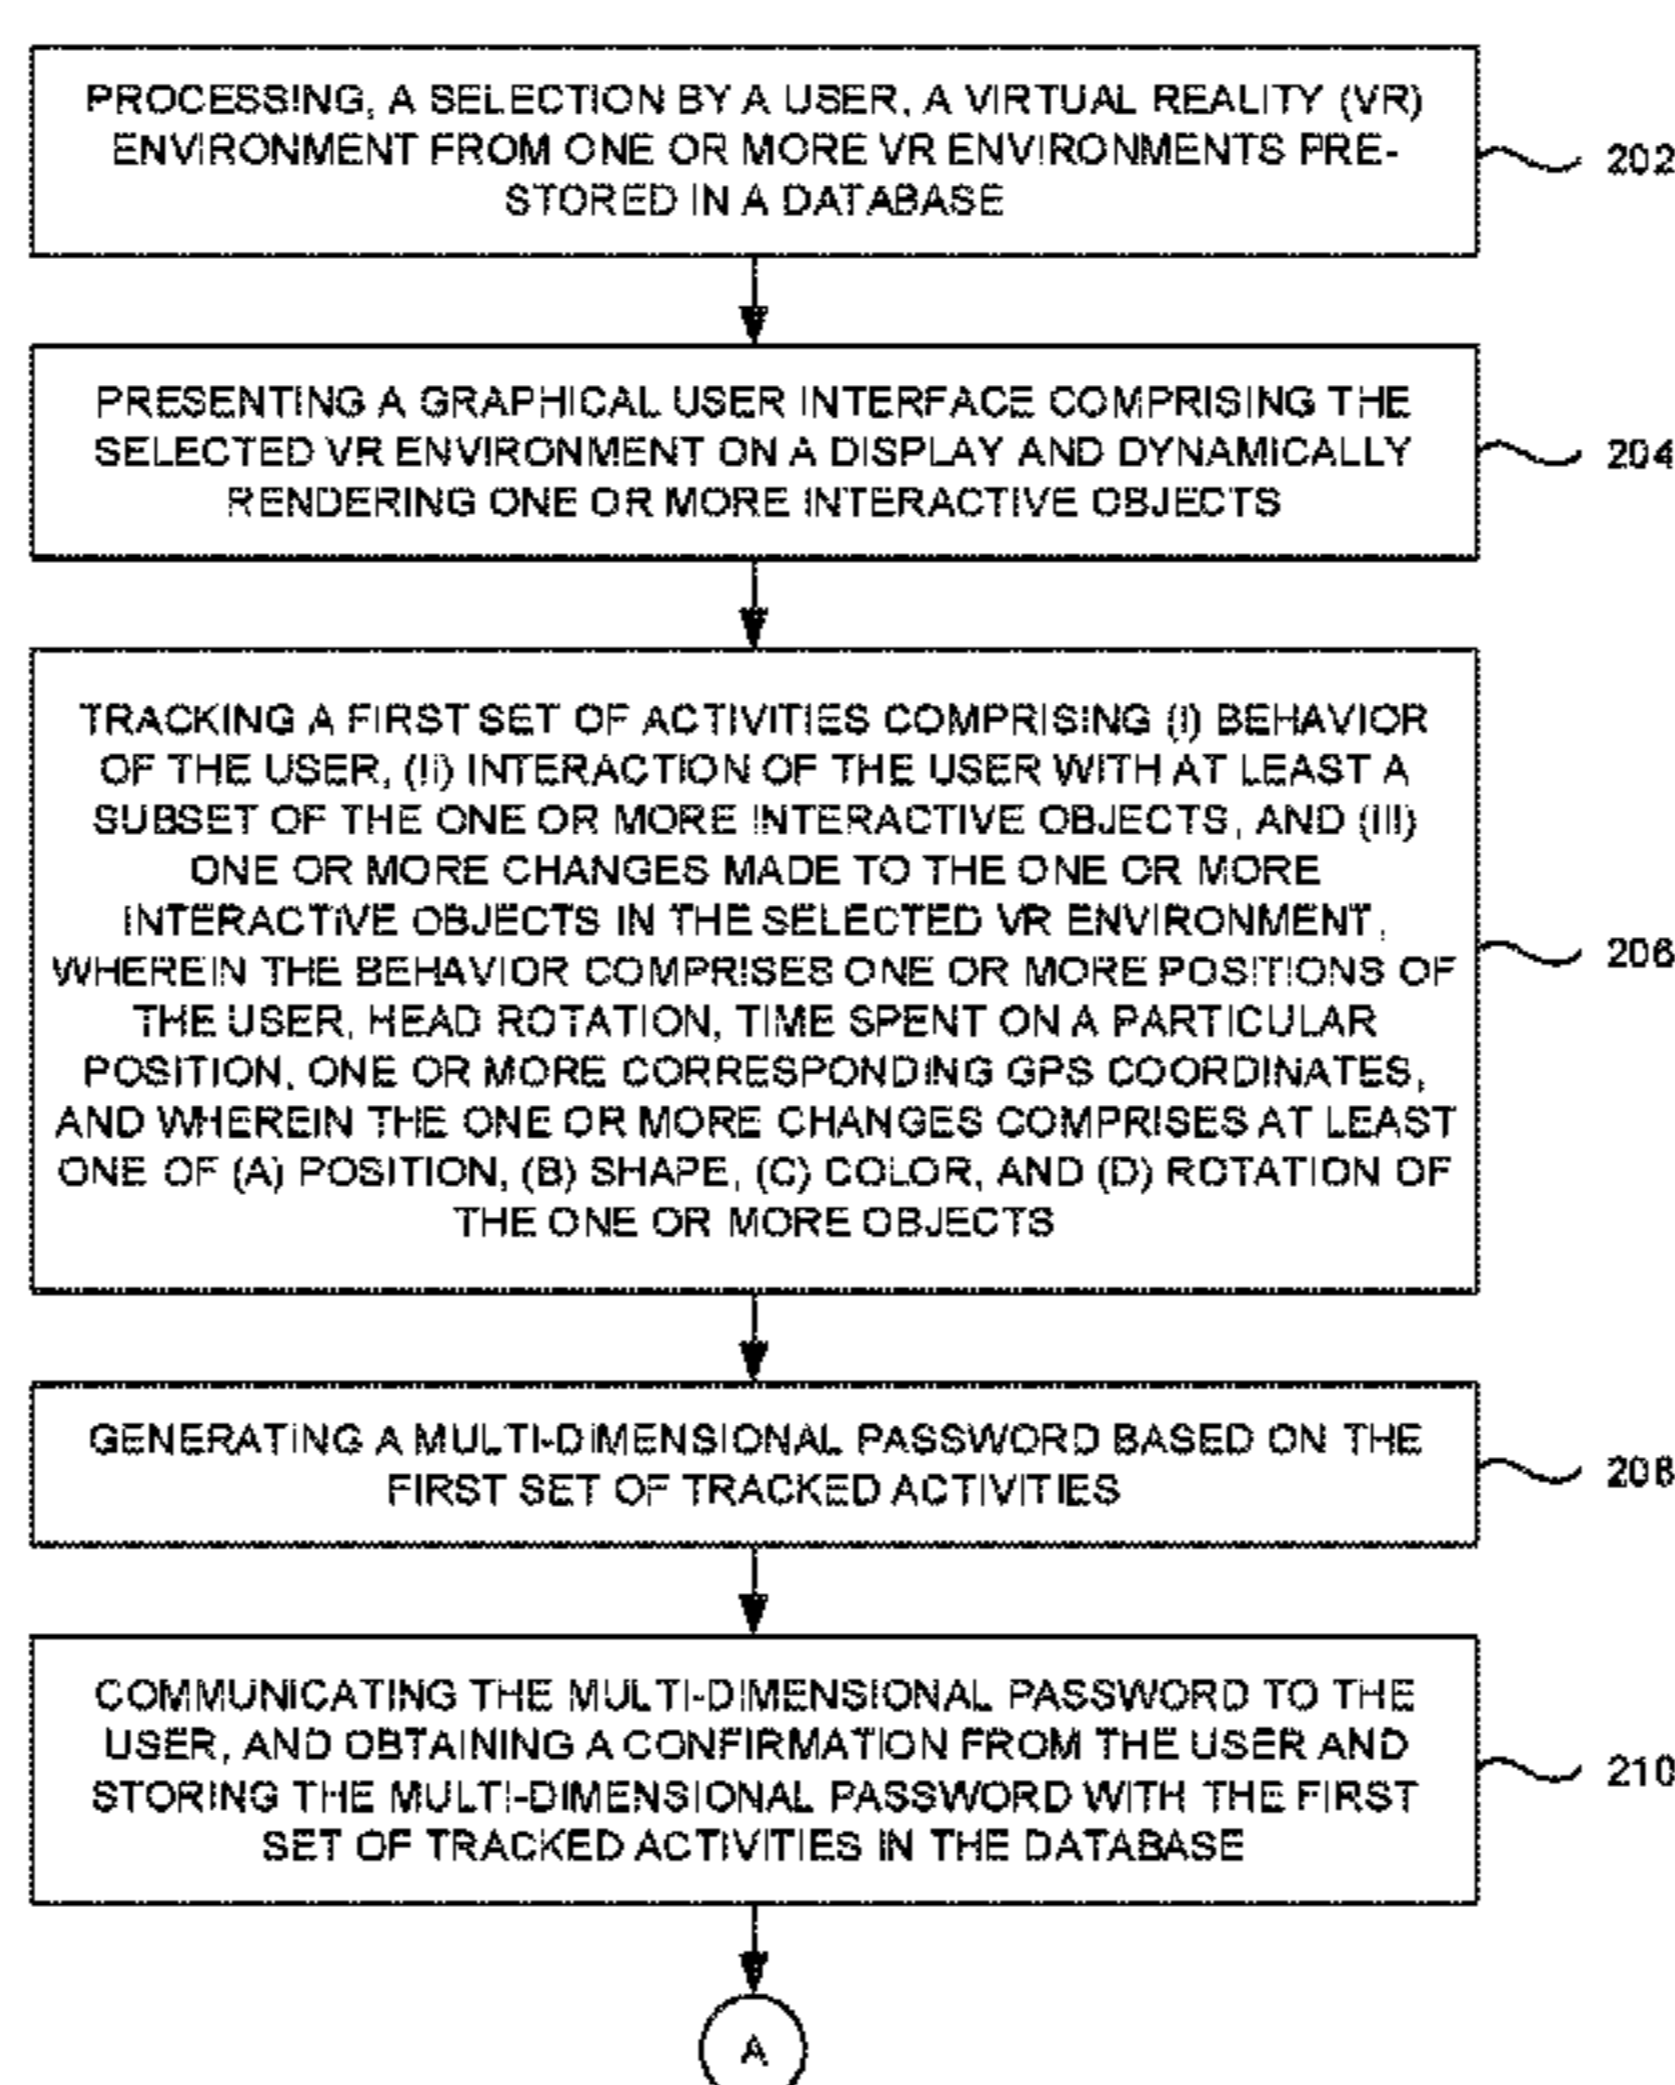 PROCESSING, A SELECTION BY A USER, A VIRTUAL REALITY (VR)
ENVIRONMENT FROM ONE OR MORE VR ENVIRONMENTS PRE-
STORED IN A DATABASE
202
PRESENTING A GRAPHICAL USER INTERFACE COMPRISING THE
SELECTED VR ENVIRONMENT ON A DISPLAY AND DYNAMICALLY
RENDERING ONE OR MORE INTERACTIVE OBJECTS
204
TRACKING A FIRST SET OF ACTIVITIES COMPRISING (I) BEHAVIOR
OF THE USER, (II) INTERACTION OF THE USER WITH AT LEAST A
SUBSET OF THE ONE OR MORE INTERACTIVE OBJECTS, AND (III)
ONE OR MORE CHANGES MADE TO THE ONE OR MORE
INTERACTIVE OBJECTS IN THE SELECTED VR ENVIRONMENT,
WHEREIN THE BEHAVIOR COMPRISES ONE OR MORE POSITIONS OF
THE USER, HEAD ROTATION, TIME SPENT ON A PARTICULAR
POSITION, ONE OR MORE CORRESPONDING GPS COORDINATES,
AND WHEREIN THE ONE OR MORE CHANGES COMPRISES AT LEAST
ONE OF (A) POSITION, (B) SHAPE, (C) COLOR, AND (D) ROTATION OF
THE ONE OR MORE OBJECTS
206
GENERATING A MULTI-DIMENSIONAL PASSWORD BASED ON THE
FIRST SET OF TRACKED ACTIVITIES
208
COMMUNICATING THE MULTI-DIMENSIONAL PASSWORD TO THE
USER, AND OBTAINING A CONFIRMATION FROM THE USER AND
STORING THE MULTI-DIMENSIONAL PASSWORD WITH THE FIRST
SET OF TRACKED ACTIVITIES IN THE DATABASE
210
A